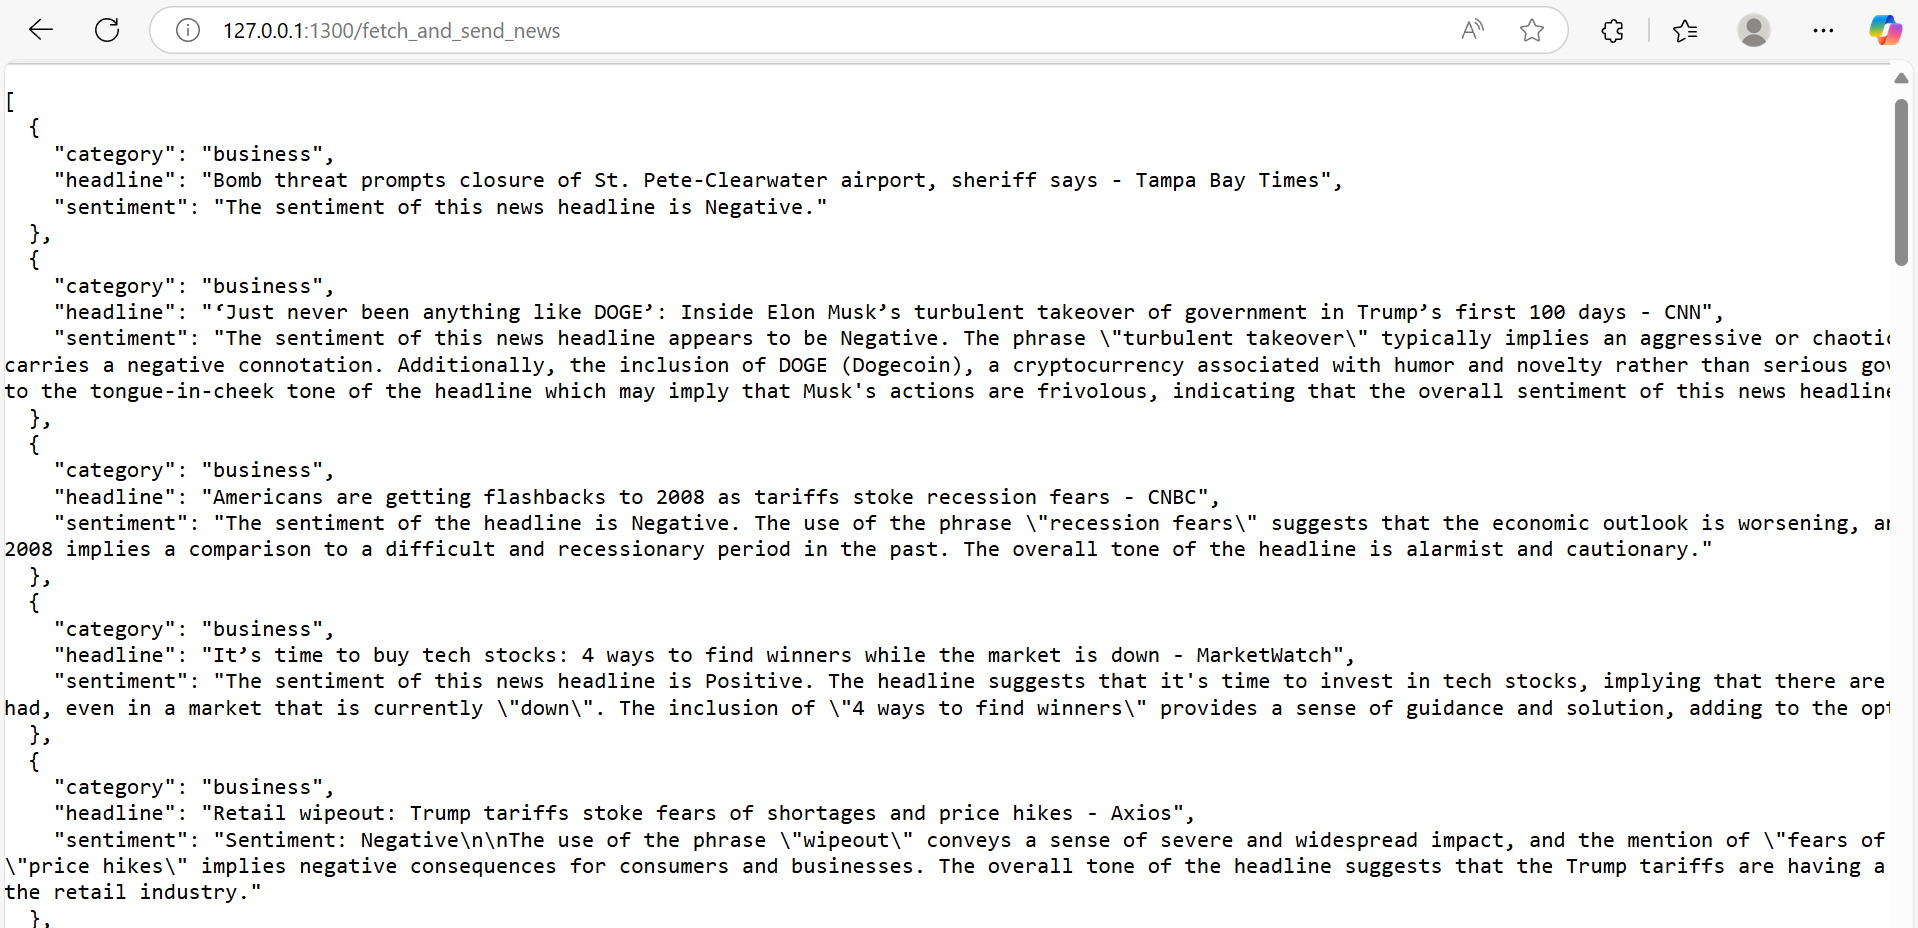 127.0.0.1:1300/fetch_and_send_news
[
  {
    "category": "business",
    "headline": "Bomb threat prompts closure of St. Pete-Clearwater airport, sheriff says - Tampa Bay Times",
    "sentiment": "The sentiment of this news headline is Negative."
  },
  {
    "category": "business",
    "headline": "‘Just never been anything like DOGE’: Inside Elon Musk’s turbulent takeover of government in Trump’s first 100 days - CNN",
    "sentiment": "The sentiment of this news headline appears to be Negative. The phrase \"turbulent takeover\" typically implies an aggressive or chaotic
carries a negative connotation. Additionally, the inclusion of DOGE (Dogecoin), a cryptocurrency associated with humor and novelty rather than serious
to the tongue-in-cheek tone of the headline which may imply that Musk's actions are frivolous, indicating that the overall sentiment of this news headline
  },
  {
    "category": "business",
    "headline": "Americans are getting flashbacks to 2008 as tariffs stoke recession fears - CNBC",
    "sentiment": "The sentiment of the headline is Negative. The use of the phrase \"recession fears\" suggests that the economic outlook is worsening,
2008 implies a comparison to a difficult and recessionary period in the past. The overall tone of the headline is alarmist and cautionary."
  },
  {
    "category": "business",
    "headline": "It’s time to buy tech stocks: 4 ways to find winners while the market is down - MarketWatch",
    "sentiment": "The sentiment of this news headline is Positive. The headline suggests that it's time to invest in tech stocks, implying that there are
had, even in a market that is currently \"down\". The inclusion of \"4 ways to find winners\" provides a sense of guidance and solution, adding to the
  },
  {
    "category": "business",
    "headline": "Retail wipeout: Trump tariffs stoke fears of shortages and price hikes - Axios",
    "sentiment": "Sentiment: Negative\n\nThe use of the phrase \"wipeout\" conveys a sense of severe and widespread impact, and the mention of \"fears of
\"price hikes\" implies negative consequences for consumers and businesses. The overall tone of the headline suggests that the Trump tariffs are having a
the retail industry."
  },